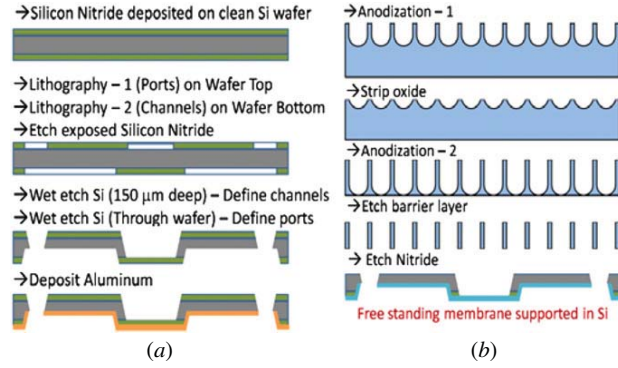 →Silicon Nitride deposited on clean Si wafer
→Lithography – 1 (Ports) on Wafer Top
→Lithography – 2 (Channels) on Wafer Bottom
→Etch exposed Silicon Nitride
→Wet etch Si (150 µm deep) – Define channels
→Wet etch Si (Through wafer) – Define ports
→Deposit Aluminum
(a)
→Anodization – 1
→Strip oxide
→Anodization – 2
→Etch barrier layer
→ Etch Nitride
Free standing membrane supported in Si
(b)